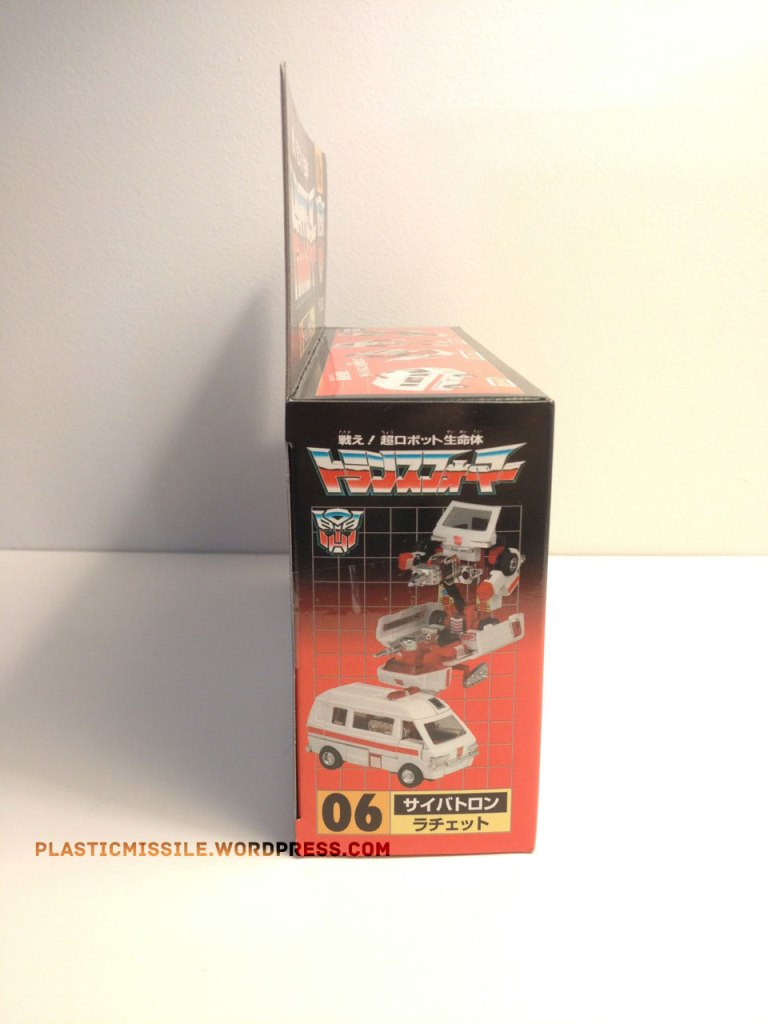 戦え!超ロボット生命体
トランスフォーマー
06
サイバトロン
ラチェット
PLASTICMISSILE.WORDPRESS.COM